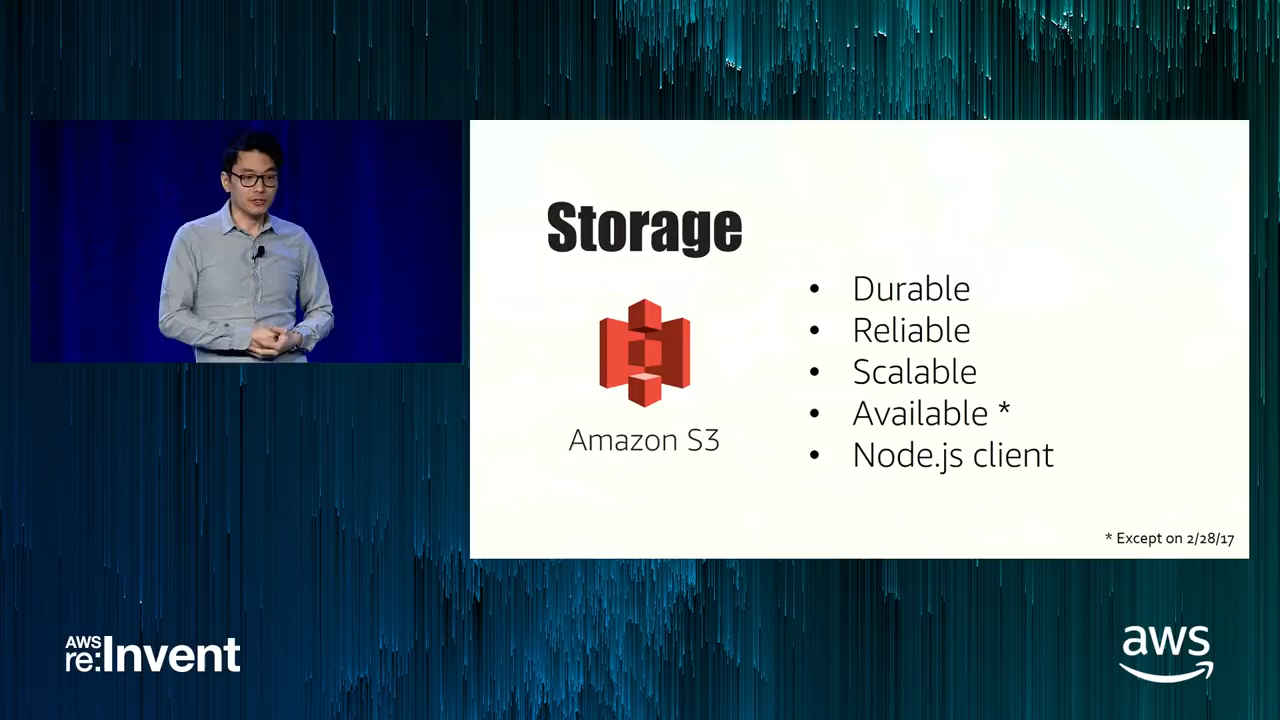 Storage
Amazon S3
• Durable
• Reliable
• Scalable
• Available *
• Node.js client
* Except on 2/28/17
AWS
re:Invent
aws